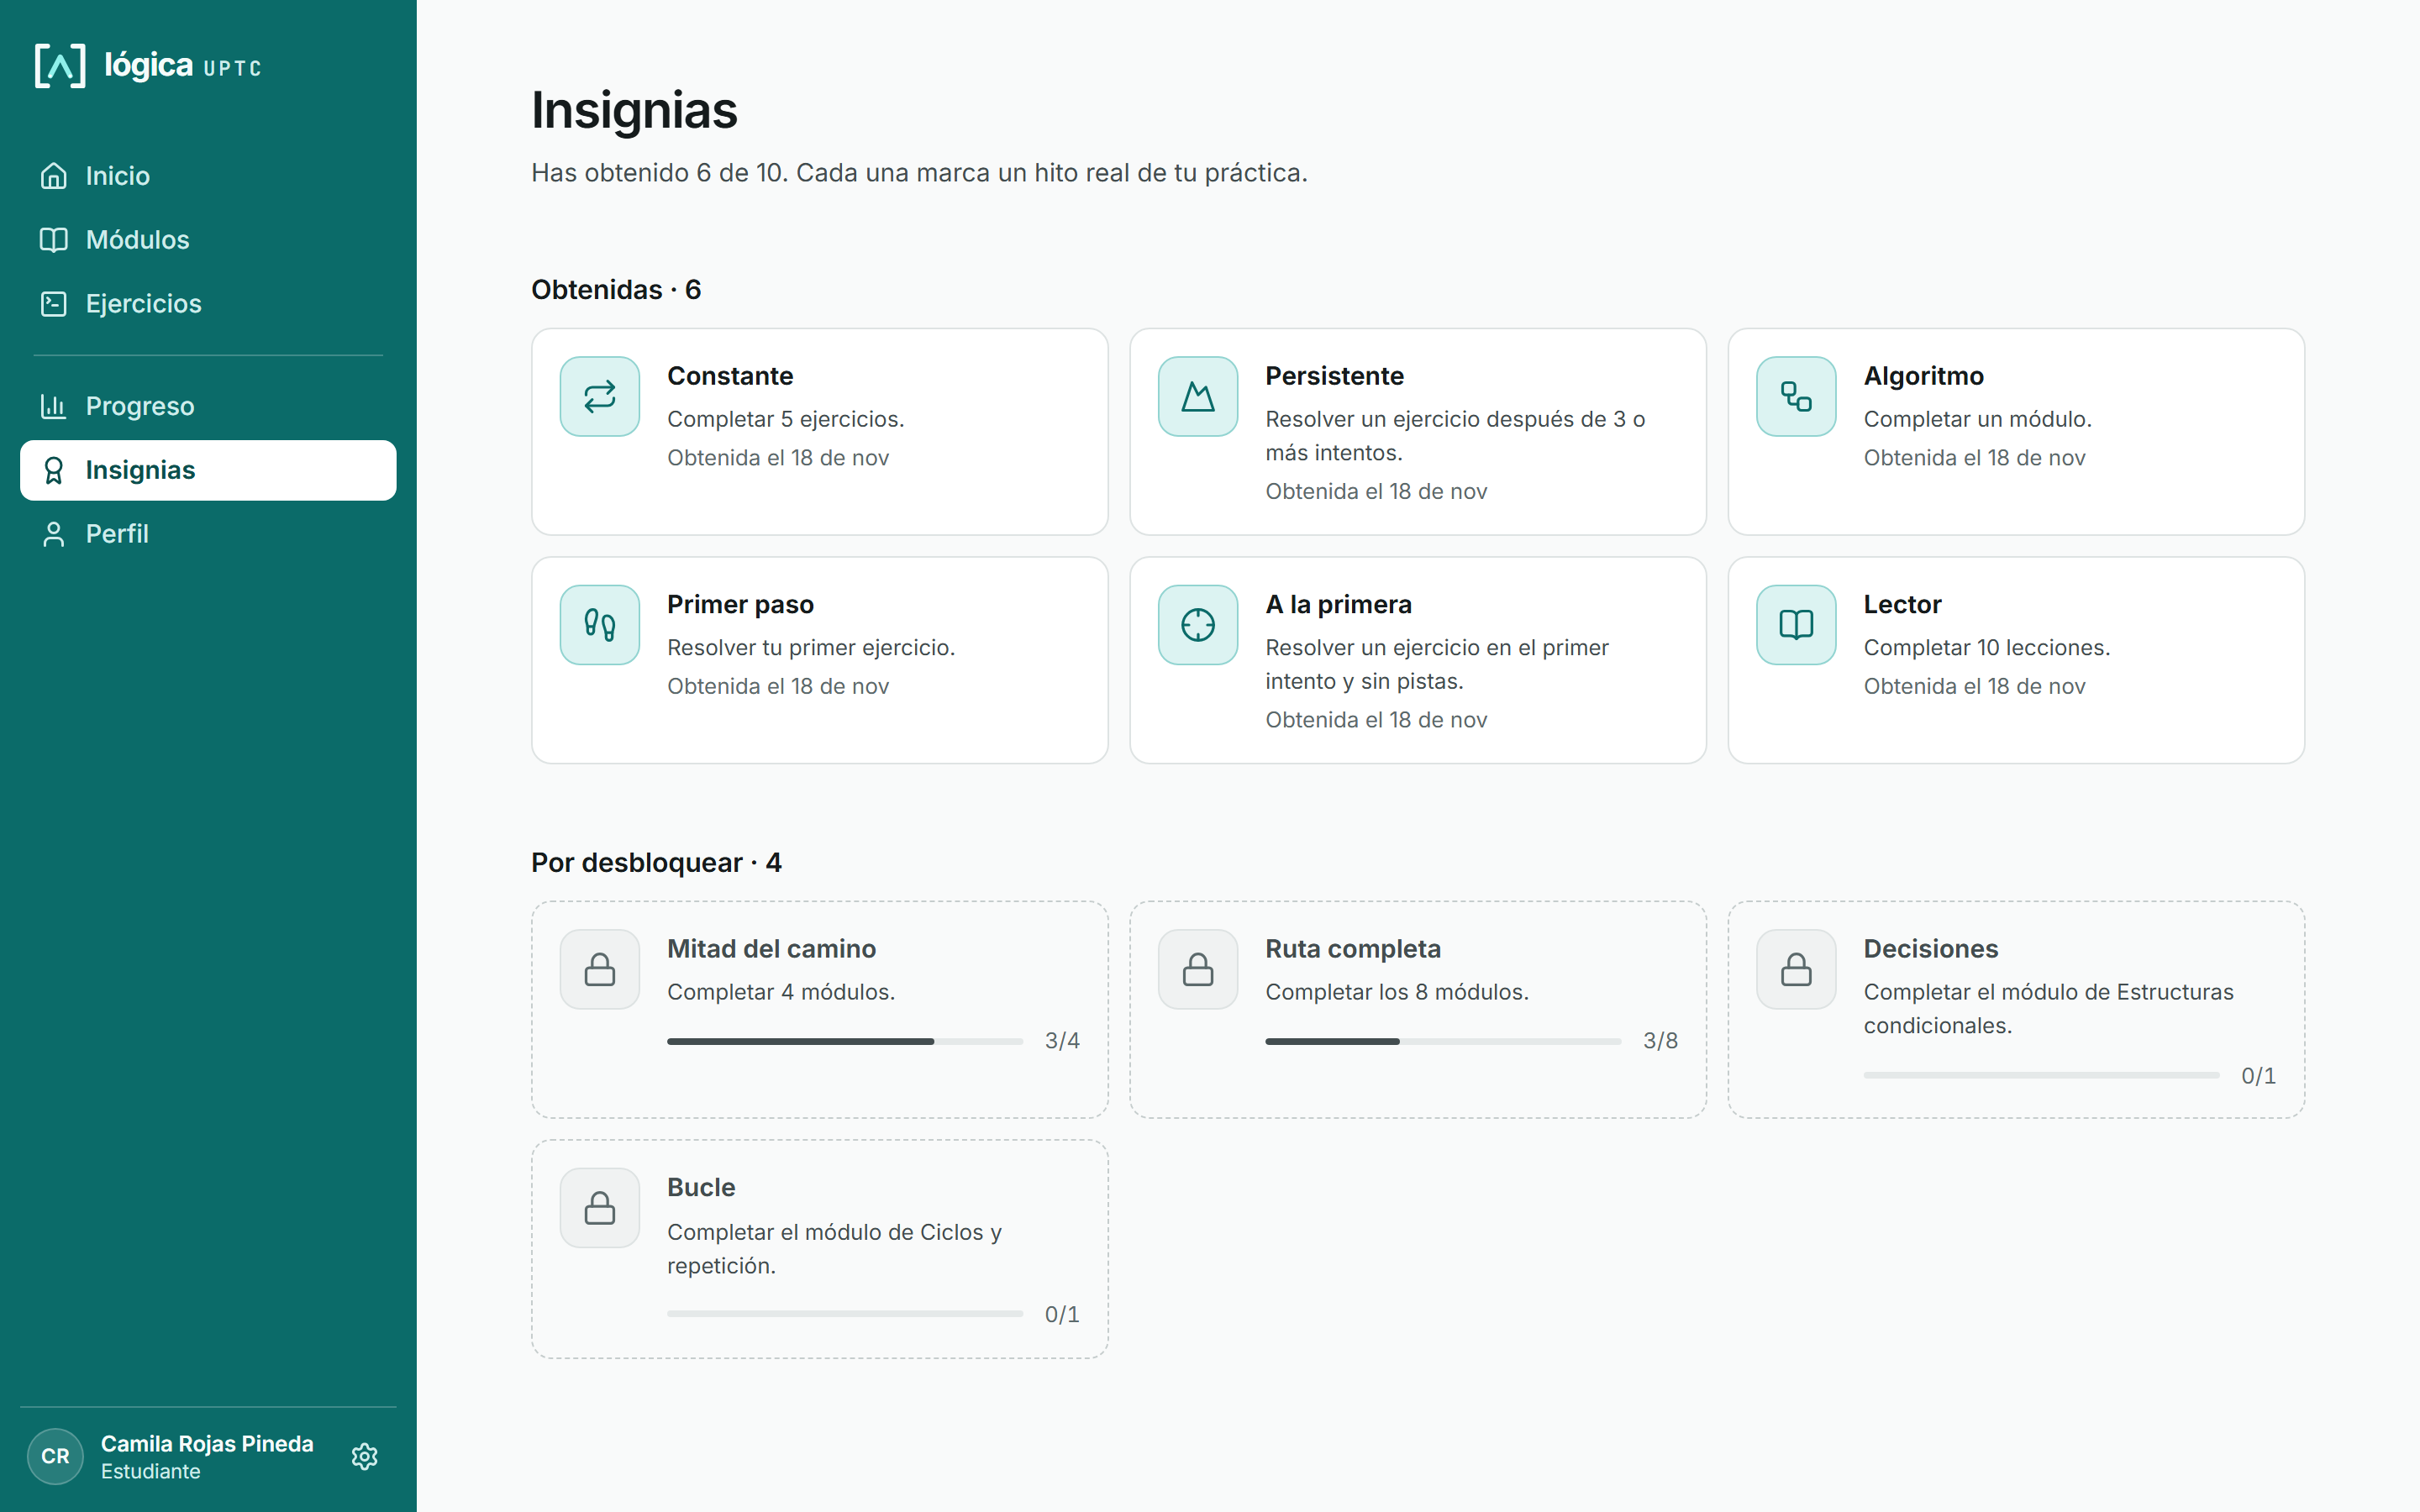 lógica UPTC
Inicio
Módulos
Ejercicios
Progreso
Insignias
Perfil
CR
Camila Rojas Pineda
Estudiante
Insignias
Has obtenido 6 de 10. Cada una marca un hito real de tu práctica.
Obtenidas · 6
Constante
Completar 5 ejercicios.
Obtenida el 18 de nov
Persistente
Resolver un ejercicio después de 3 o
más intentos.
Obtenida el 18 de nov
Algoritmo
Completar un módulo.
Obtenida el 18 de nov
Primer paso
Resolver tu primer ejercicio.
Obtenida el 18 de nov
A la primera
Resolver un ejercicio en el primer
intento y sin pistas.
Obtenida el 18 de nov
Lector
Completar 10 lecciones.
Obtenida el 18 de nov
Por desbloquear · 4
Mitad del camino
Completar 4 módulos.
3/4
Ruta completa
Completar los 8 módulos.
3/8
Decisiones
Completar el módulo de Estructuras
condicionales.
0/1
Bucle
Completar el módulo de Ciclos y
repetición.
0/1